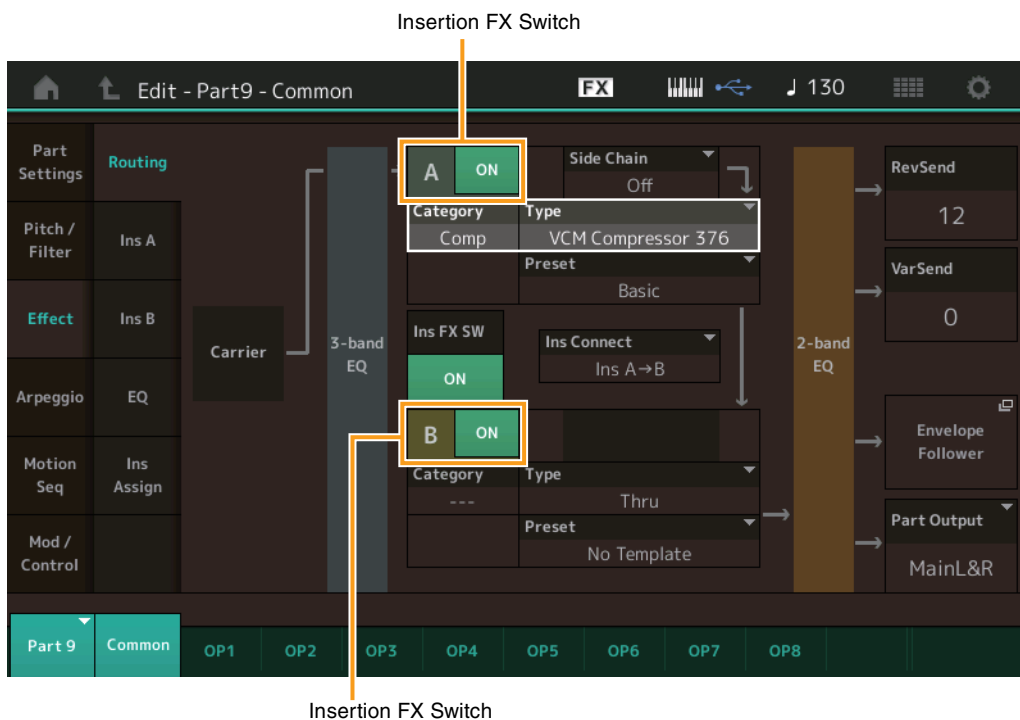 Insertion FX Switch
Edit - Part9 - Common
FX
130
Part Settings
Routing
A
ON
Side Chain
Off
RevSend
12
Category
Type
Comp
VCM Compressor 376
Pitch / Filter
Ins A
Preset
Basic
VarSend
0
Effect
Ins B
Carrier
3-band EQ
Ins FX SW
ON
Ins Connect
Ins A→B
2-band EQ
Arpeggio
EQ
B
ON
Envelope Follower
Motion Seq
Ins Assign
Category
Type
---
Thru
Preset
No Template
Part Output
MainL&R
Mod / Control
Part 9
Common
OP1
OP2
OP3
OP4
OP5
OP6
OP7
OP8
Insertion FX Switch